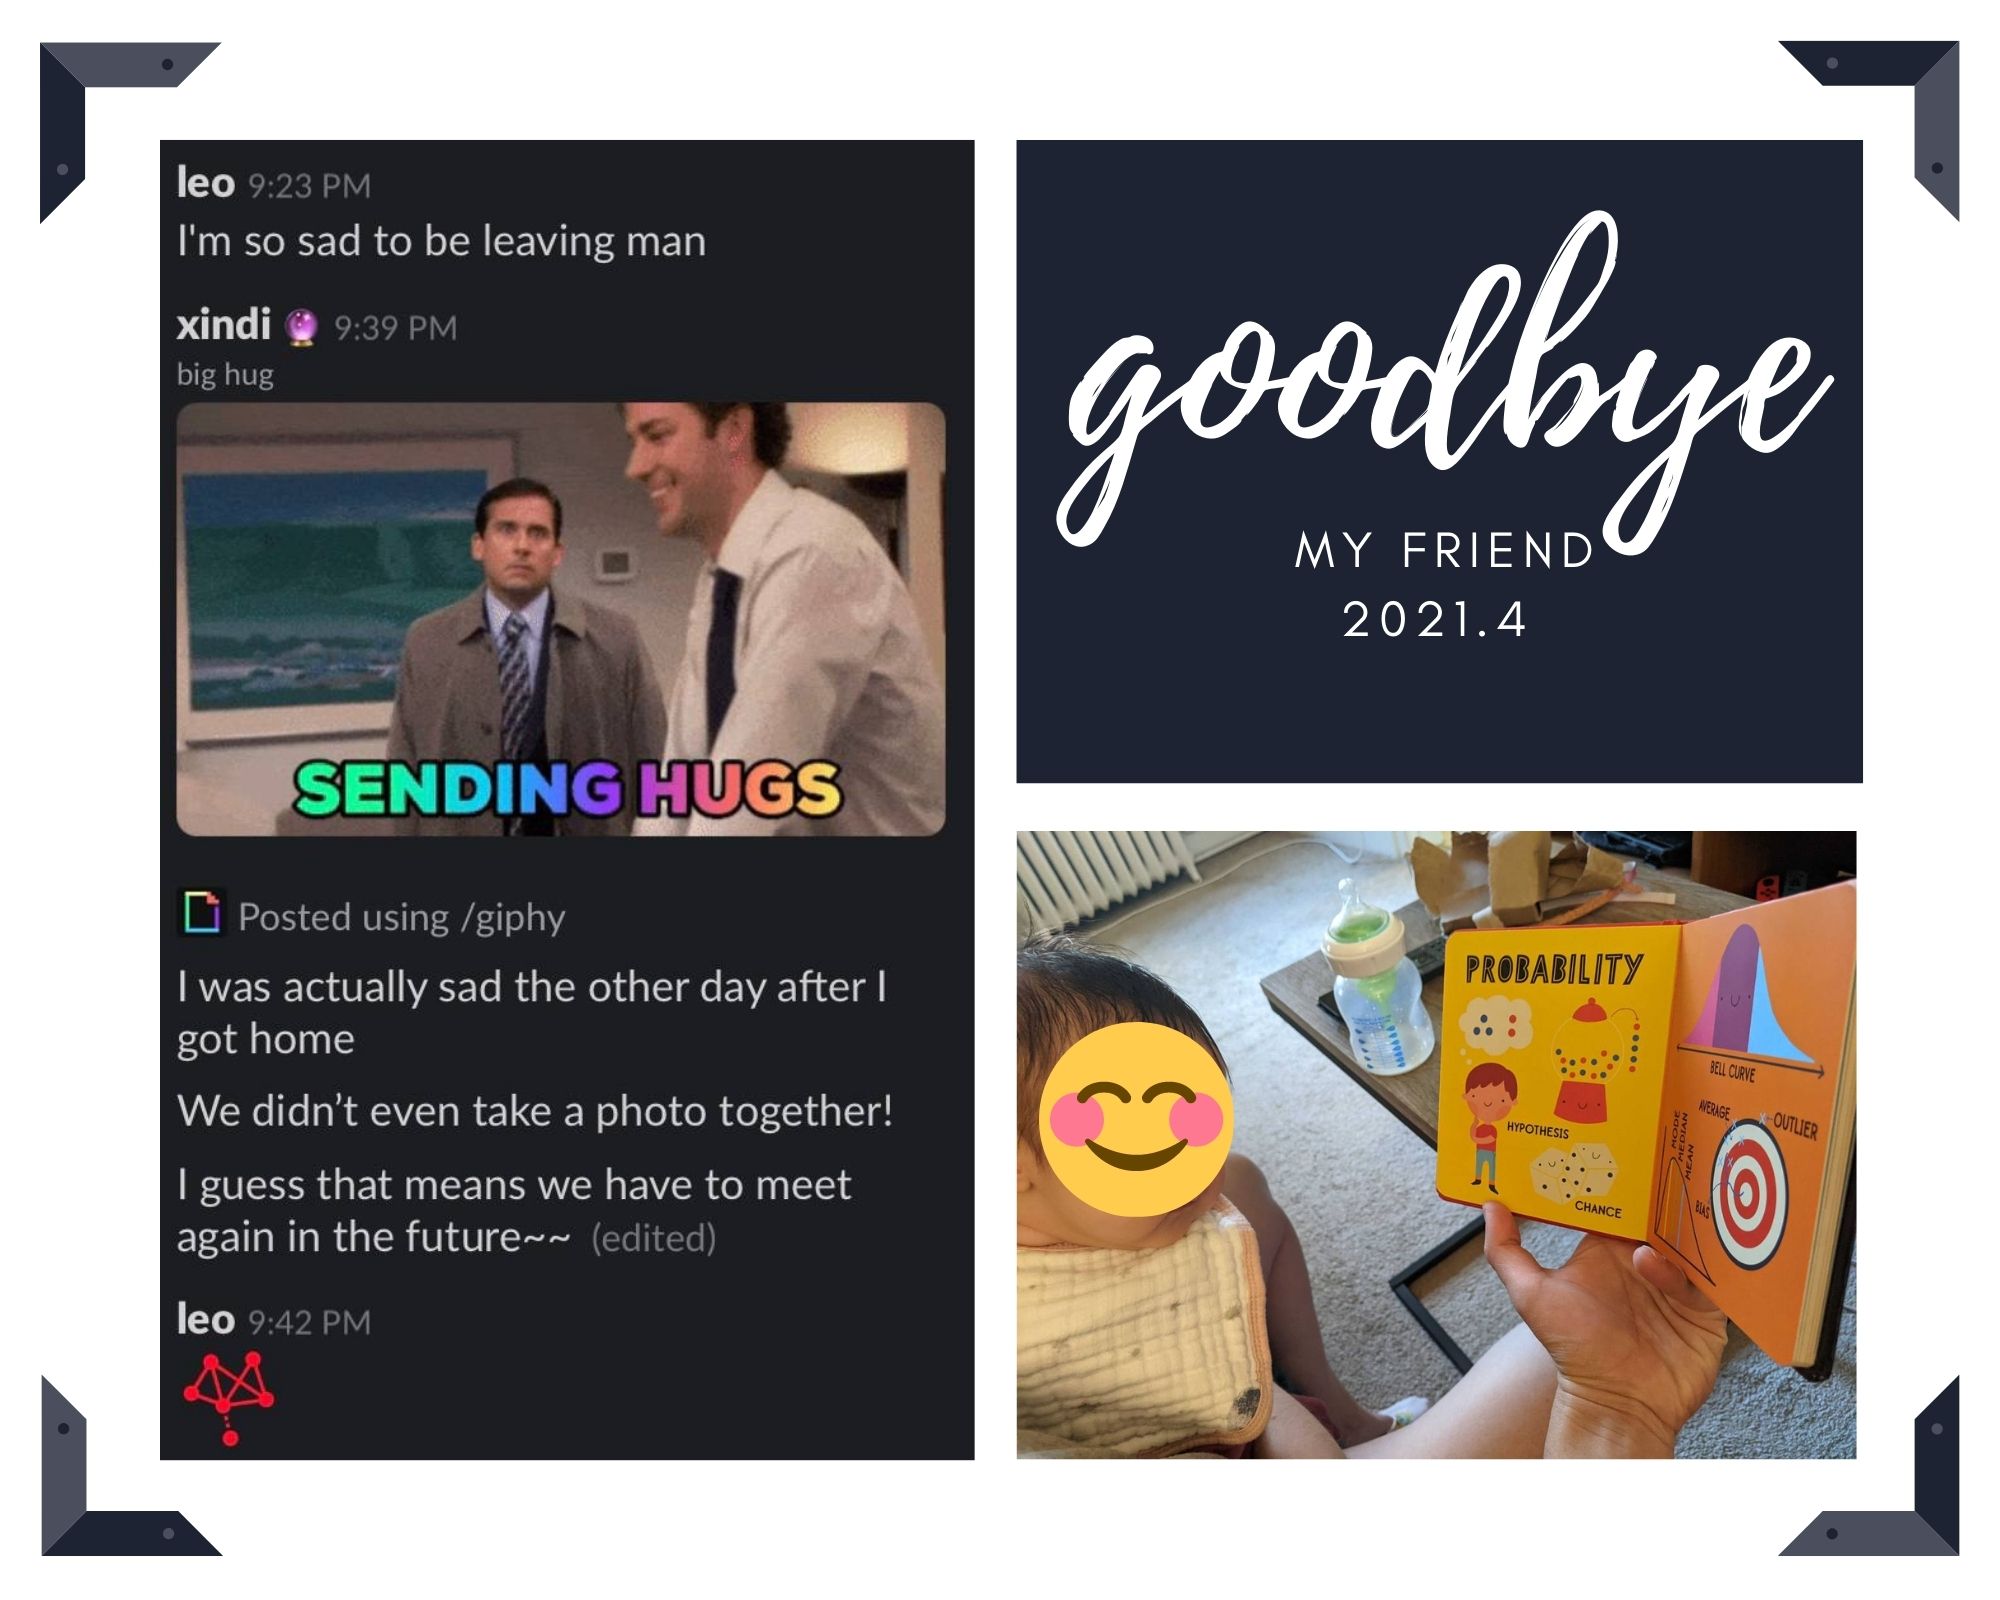 leo 9:23 PM
I'm so sad to be leaving man
xindi 🔮 9:39 PM
big hug
SENDING HUGS
Posted using /giphy
I was actually sad the other day after I
got home
We didn’t even take a photo together!
I guess that means we have to meet
again in the future~~ (edited)
leo 9:42 PM
goodbye
MY FRIEND
2021.4
PROBABILITY
HYPOTHESIS
CHANCE
BELL CURVE
AVERAGE
OUTLIER
MODE
MEDIAN
MEAN
BIAS